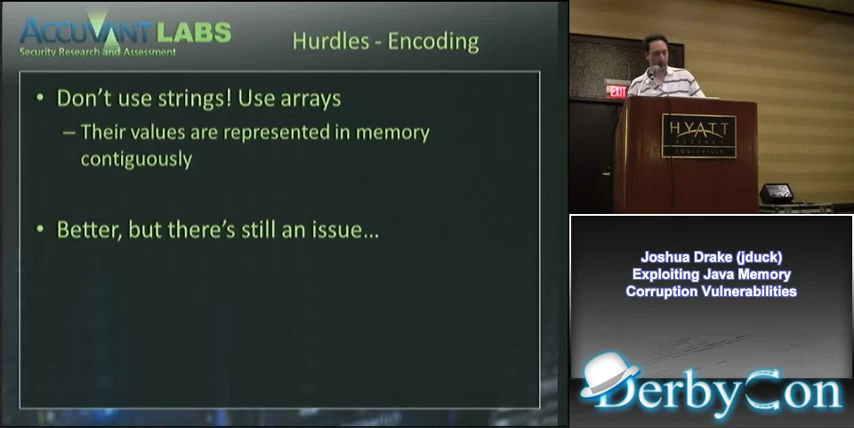 ACCUVANT LABS
Security Research and Assessment
Hurdles - Encoding
• Don't use strings! Use arrays
– Their values are represented in memory
contiguously
• Better, but there's still an issue...
EXIT
HYATT
REGENCY
LOUISVILLE
Joshua Drake (jduck)
Exploiting Java Memory
Corruption Vulnerabilities
DerbyCon